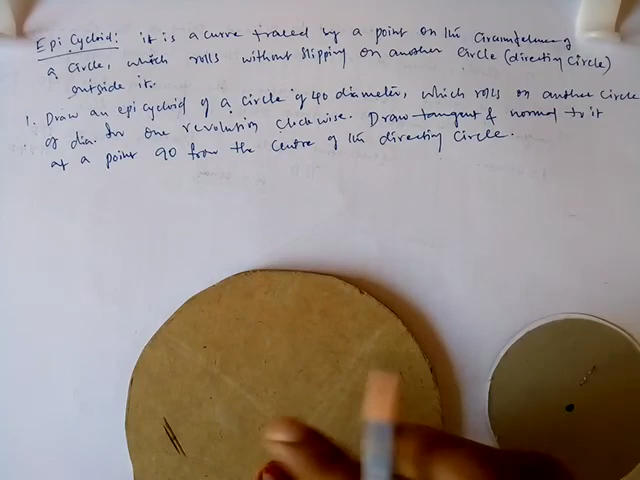 Epi Cycloid: it is a curve traced by a point on the Circumference of
a Circle, which rolls without slipping on another Circle (directing Circle)
outside it.
1. Draw an epi cycloid of a circle of 40 diameter, which rolls on another circle
of dia. for one revolution clockwise. Draw tangent & normal to it
at a point 90 from the centre of the directing circle.